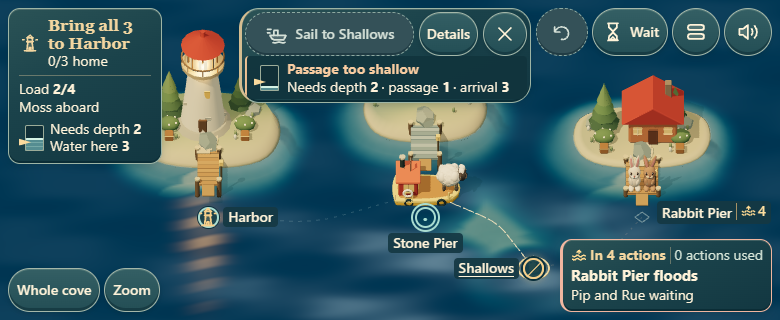 Bring all 3
to Harbor
0/3 home
Load 2/4
Moss aboard
Needs depth 2
Water here 3
Sail to Shallows
Details
Passage too shallow
Needs depth 2 · passage 1 · arrival 3
Wait
Harbor
Stone Pier
Shallows
Rabbit Pier 4
In 4 actions 0 actions used
Rabbit Pier floods
Pip and Rue waiting
Whole cove
Zoom